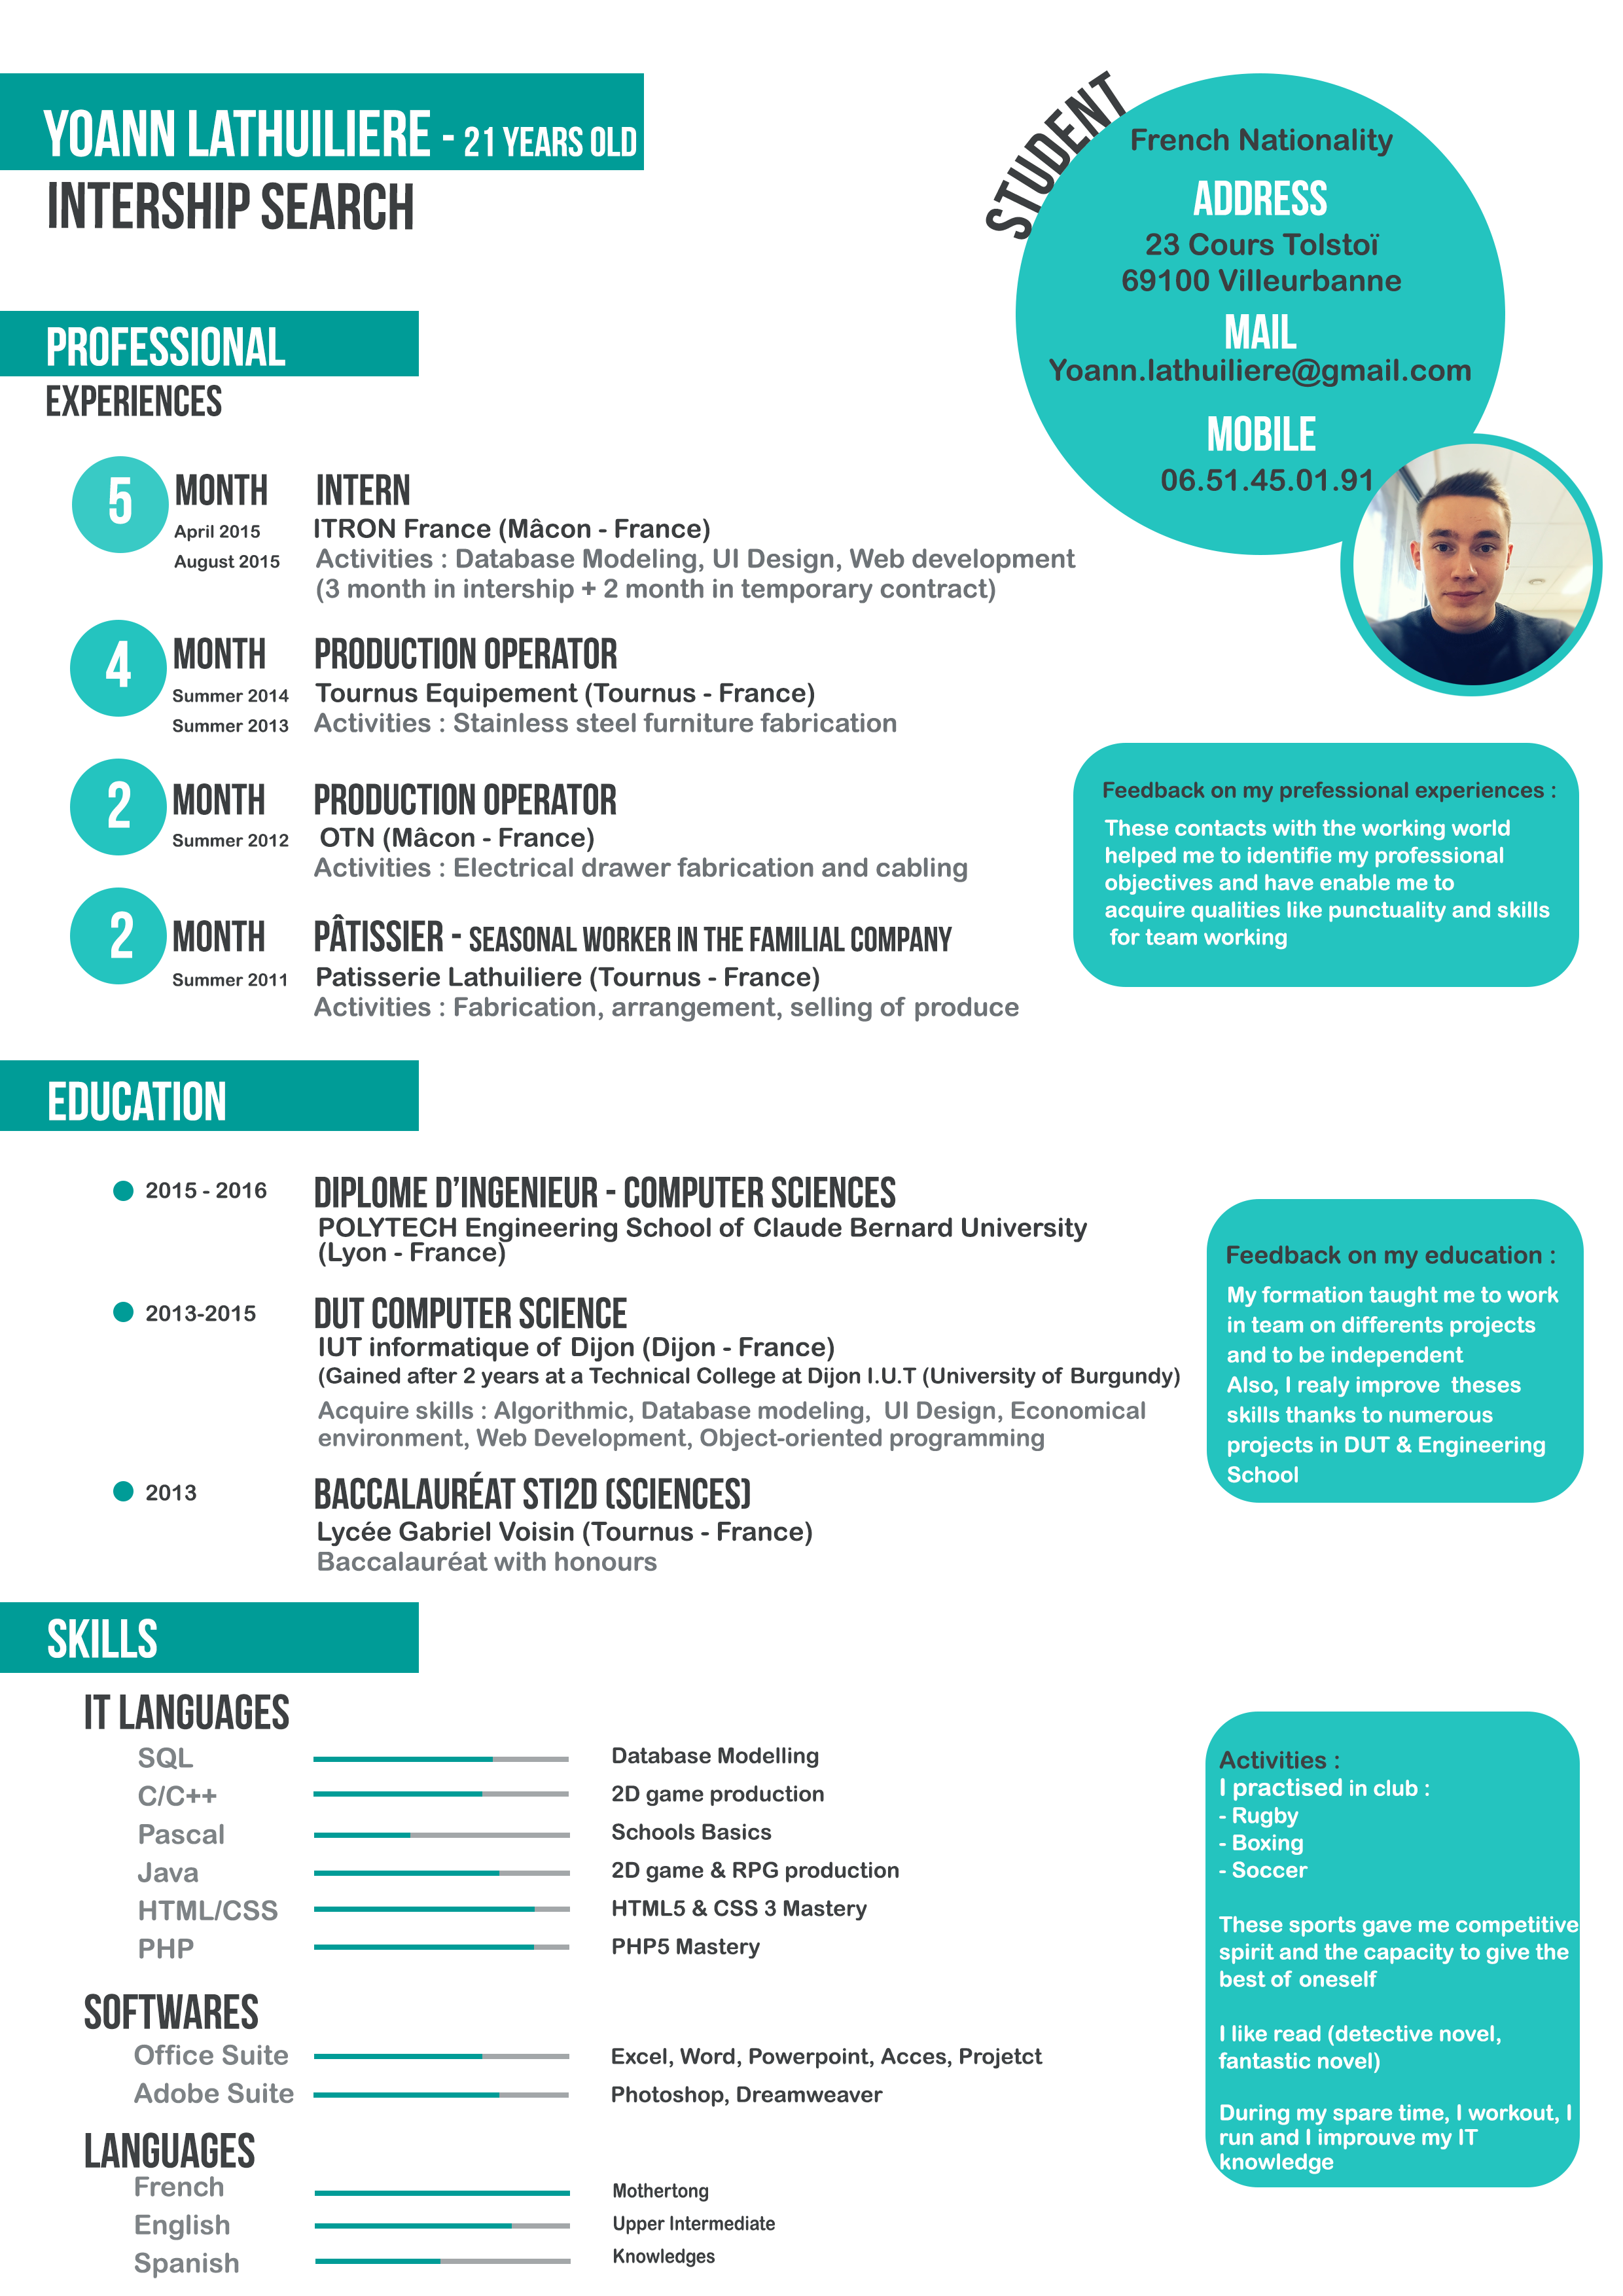 YOANN LATHUILIERE - 21 YEARS OLD
INTERSHIP SEARCH
STUDENT
French Nationality
ADDRESS
23 Cours Tolstoï
69100 Villeurbanne
MAIL
Yoann.lathuiliere@gmail.com
MOBILE
06.51.45.01.91
PROFESSIONAL
EXPERIENCES
5 MONTH INTERN
April 2015 ITRON France (Mâcon - France)
August 2015 Activities : Database Modeling, UI Design, Web development
(3 month in intership + 2 month in temporary contract)
4 MONTH PRODUCTION OPERATOR
Summer 2014 Tournus Equipement (Tournus - France)
Summer 2013 Activities : Stainless steel furniture fabrication
2 MONTH PRODUCTION OPERATOR
Summer 2012 OTN (Mâcon - France)
Activities : Electrical drawer fabrication and cabling
2 MONTH PÂTISSIER - SEASONAL WORKER IN THE FAMILIAL COMPANY
Summer 2011 Patisserie Lathuiliere (Tournus - France)
Activities : Fabrication, arrangement, selling of produce
Feedback on my prefessional experiences :
These contacts with the working world
helped me to identifie my professional
objectives and have enable me to
acquire qualities like punctuality and skills
for team working
EDUCATION
2015 - 2016 DIPLOME D'INGENIEUR - COMPUTER SCIENCES
POLYTECH Engineering School of Claude Bernard University
(Lyon - France)
2013-2015 DUT COMPUTER SCIENCE
IUT informatique of Dijon (Dijon - France)
(Gained after 2 years at a Technical College at Dijon I.U.T (University of Burgundy)
Acquire skills : Algorithmic, Database modeling, UI Design, Economical
environment, Web Development, Object-oriented programming
2013 BACCALAURÉAT STI2D (SCIENCES)
Lycée Gabriel Voisin (Tournus - France)
Baccalauréat with honours
Feedback on my education :
My formation taught me to work
in team on differents projects
and to be independent
Also, I realy improve theses
skills thanks to numerous
projects in DUT & Engineering
School
SKILLS
IT LANGUAGES
SQL Database Modelling
C/C++ 2D game production
Pascal Schools Basics
Java 2D game & RPG production
HTML/CSS HTML5 & CSS 3 Mastery
PHP PHP5 Mastery
SOFTWARES
Office Suite Excel, Word, Powerpoint, Acces, Projetct
Adobe Suite Photoshop, Dreamweaver
LANGUAGES
French Mothertong
English Upper Intermediate
Spanish Knowledges
Activities :
I practised in club :
- Rugby
- Boxing
- Soccer
These sports gave me competitive
spirit and the capacity to give the
best of oneself
I like read (detective novel,
fantastic novel)
During my spare time, I workout, I
run and I improuve my IT
knowledge